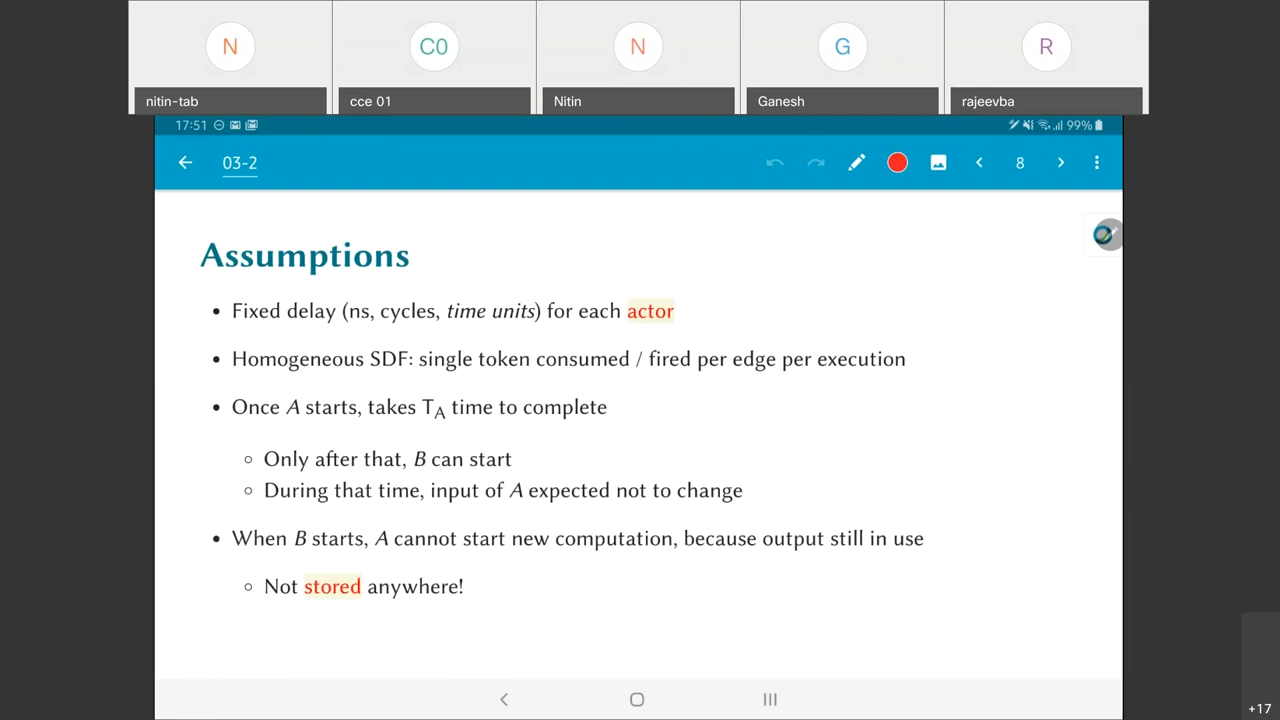 N
C0
N
G
R
nitin-tab
cce 01
Nitin
Ganesh
rajeevba
17:51
99%
03-2
8
Assumptions
• Fixed delay (ns, cycles, time units) for each actor
• Homogeneous SDF: single token consumed / fired per edge per execution
• Once A starts, takes TA time to complete
◦ Only after that, B can start
◦ During that time, input of A expected not to change
• When B starts, A cannot start new computation, because output still in use
◦ Not stored anywhere!
+17